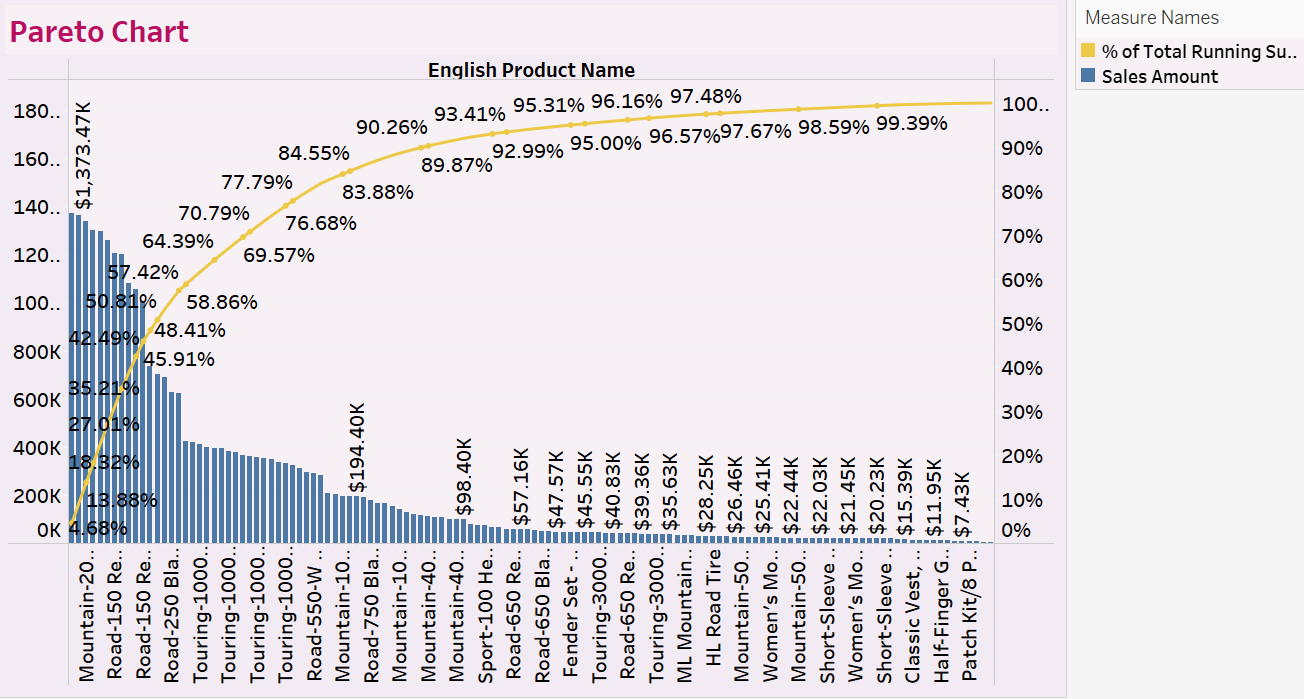 Pareto Chart
Measure Names
% of Total Running Su..
Sales Amount
English Product Name
180..
160..
140..
120..
100..
800K
600K
400K
200K
0K
$1,373.47K
$194.40K
$98.40K
$57.16K
$47.57K
$45.55K
$40.83K
$39.36K
$35.63K
$28.25K
$26.46K
$25.41K
$22.44K
$22.03K
$21.45K
$20.23K
$15.39K
$11.95K
$7.43K
4.68%
13.88%
18.32%
27.01%
35.21%
42.49%
45.91%
48.41%
50.81%
57.42%
58.86%
64.39%
69.57%
70.79%
76.68%
77.79%
83.88%
84.55%
89.87%
90.26%
92.99%
93.41%
95.00%
95.31%
96.16%
96.57%
97.48%
97.67%
98.59%
99.39%
100..
90%
80%
70%
60%
50%
40%
30%
20%
10%
0%
Mountain-20..
Road-150 Re..
Road-150 Re..
Road-250 Bla..
Touring-1000..
Touring-1000..
Touring-1000..
Touring-1000..
Road-550-W ..
Mountain-10..
Road-750 Bla..
Mountain-10..
Mountain-40..
Mountain-40..
Sport-100 He..
Road-650 Re..
Road-650 Bla..
Fender Set - ..
Touring-3000..
Road-650 Re..
Touring-3000..
ML Mountain..
HL Road Tire
Mountain-50..
Women's Mo..
Mountain-50..
Short-Sleeve ..
Women's Mo..
Short-Sleeve ..
Classic Vest, ..
Half-Finger G..
Patch Kit/8 P..